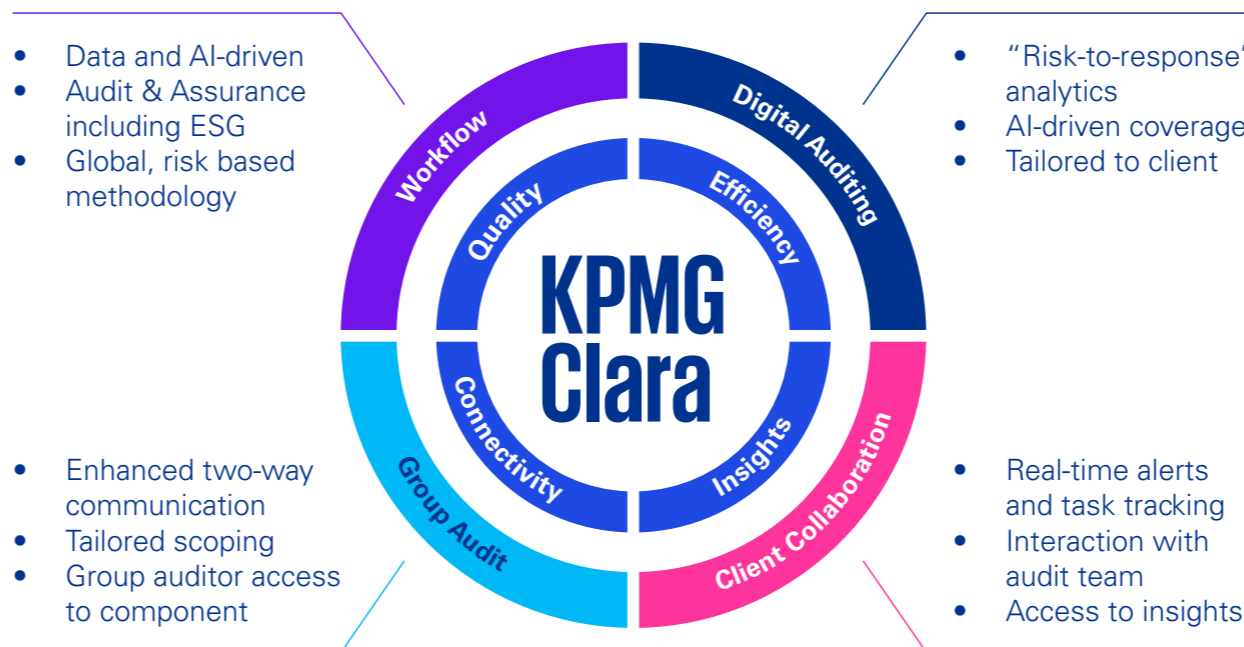 Data and AI-driven
Audit & Assurance
including ESG
Global, risk based
methodology
Workflow
Digital Auditing
“Risk-to-response”
analytics
AI-driven coverage
Tailored to client
Quality
Efficiency
KPMG
Clara
Connectivity
Insights
Group Audit
Client Collaboration
Enhanced two-way
communication
Tailored scoping
Group auditor access
to component
Real-time alerts
and task tracking
Interaction with
audit team
Access to insights